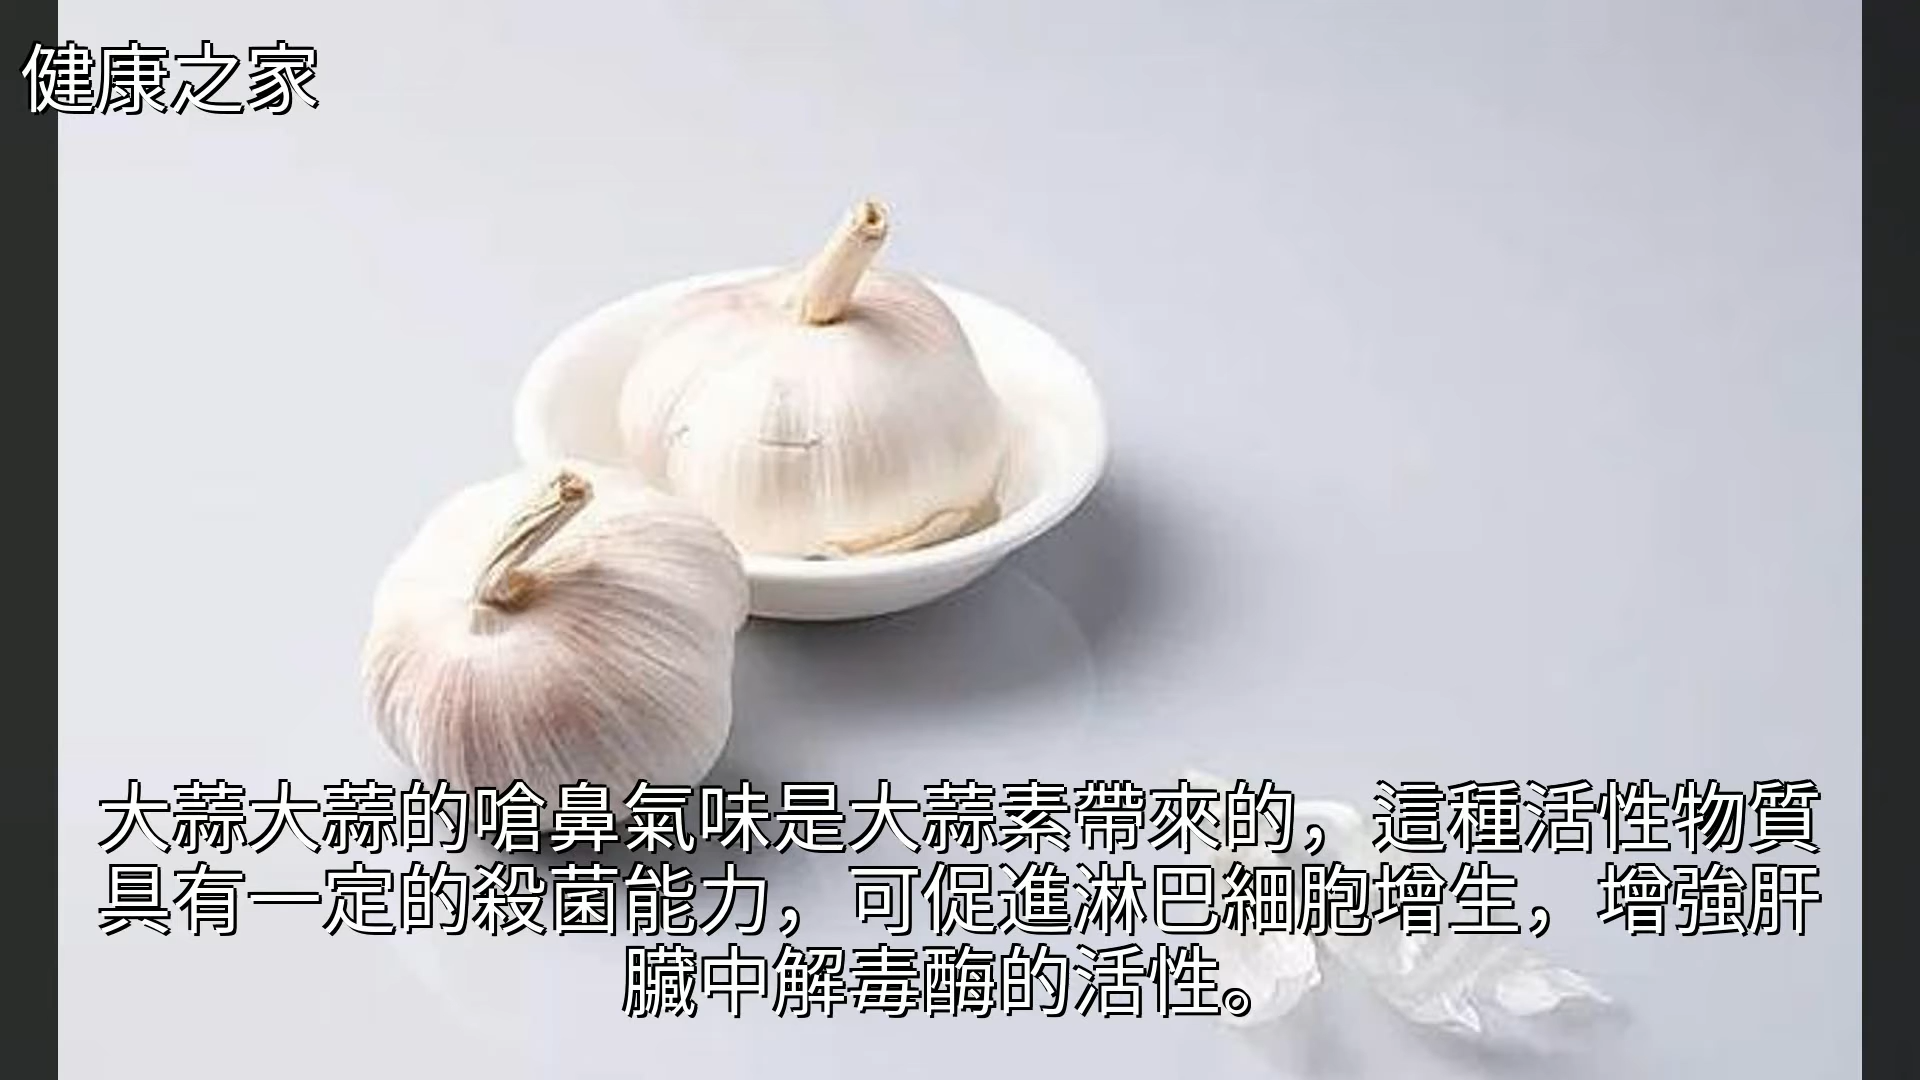 健康之家
大蒜大蒜的嗆鼻氣味是大蒜素帶來的，這種活性物質
具有一定的殺菌能力，可促進淋巴細胞增生，增強肝
臟中解毒酶的活性。